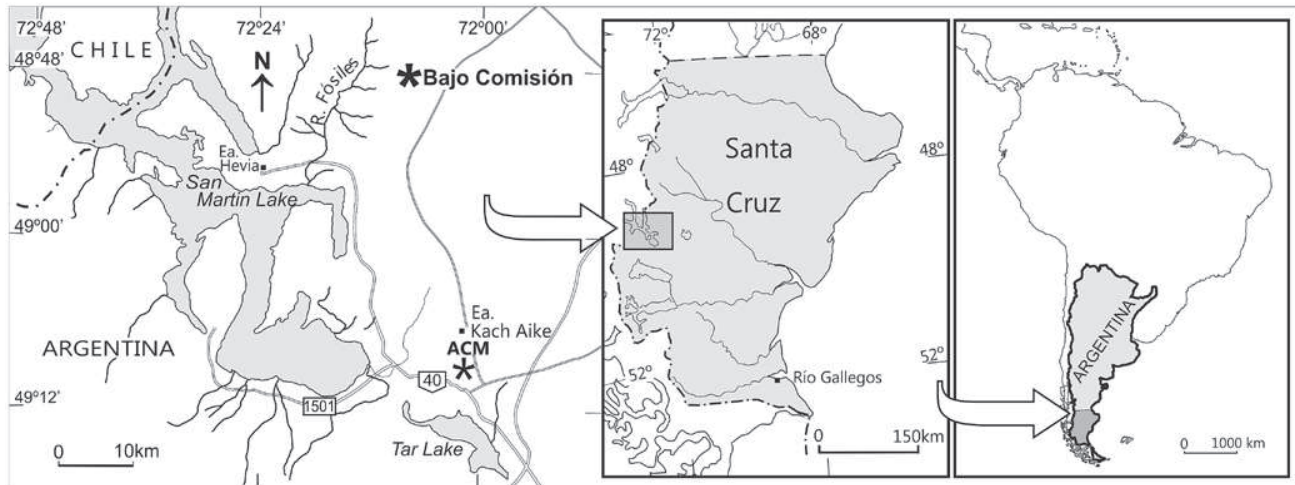 72°48’
72°24’
72°00’
CHILE
48°48’
N
R. Fósiles
Bajo Comisión
Ea.
Hevia
San
Martin Lake
49°00’
Ea.
Kach Aike
ACM
ARGENTINA
40
1501
49°12’
Tar Lake
0 10km
72°
68°
Santa
Cruz
48°
48°
52°
52°
Río Gallegos
0 150km
ARGENTINA
0 1000 km